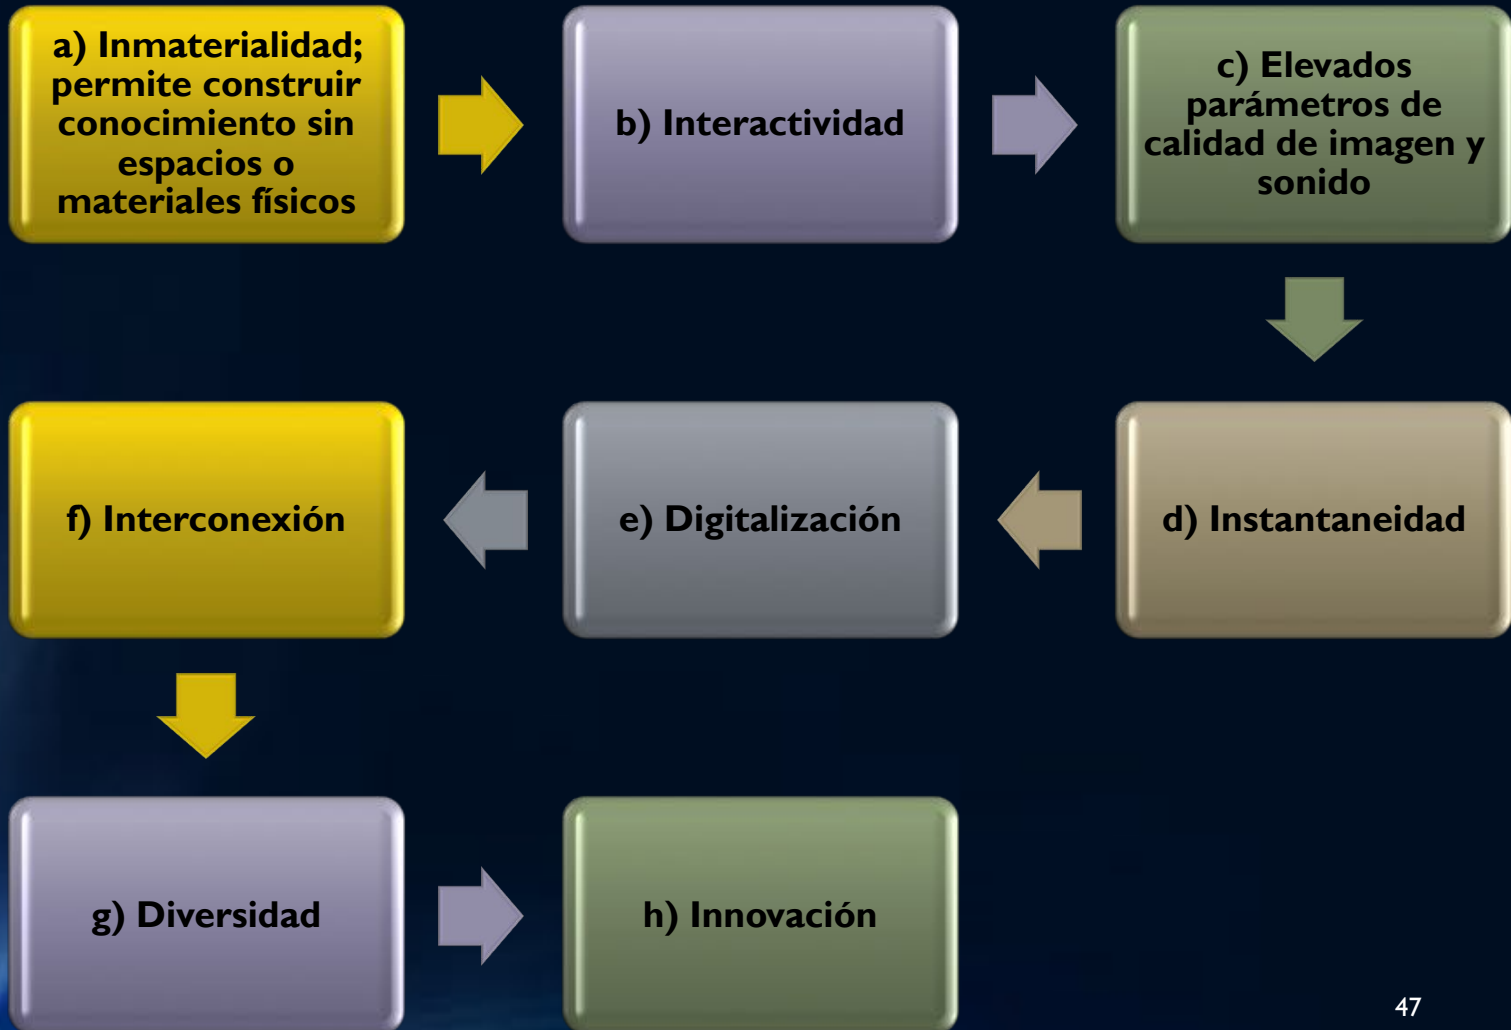 a) Inmaterialidad;
permite construir
conocimiento sin
espacios o
materiales físicos
b) Interactividad
c) Elevados
parámetros de
calidad de imagen y
sonido
d) Instantaneidad
e) Digitalización
f) Interconexión
g) Diversidad
h) Innovación
47